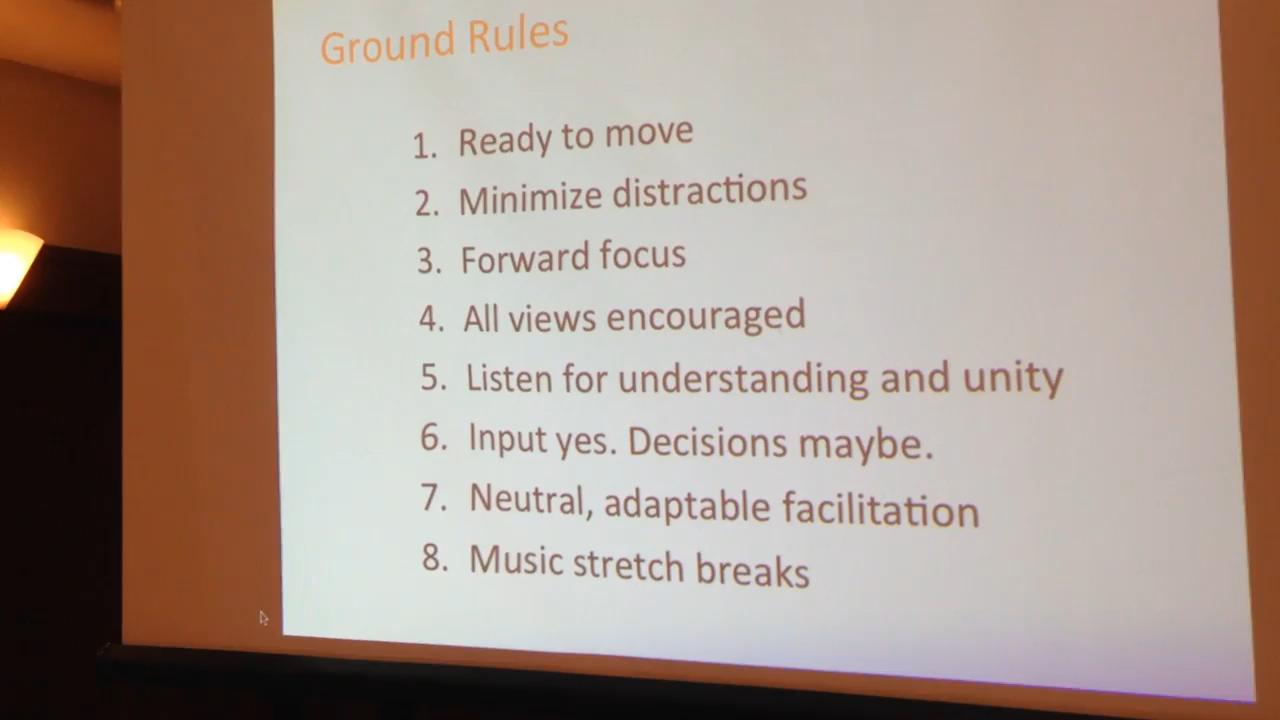 Ground Rules
1. Ready to move
2. Minimize distractions
3. Forward focus
4. All views encouraged
5. Listen for understanding and unity
6. Input yes. Decisions maybe.
7. Neutral, adaptable facilitation
8. Music stretch breaks